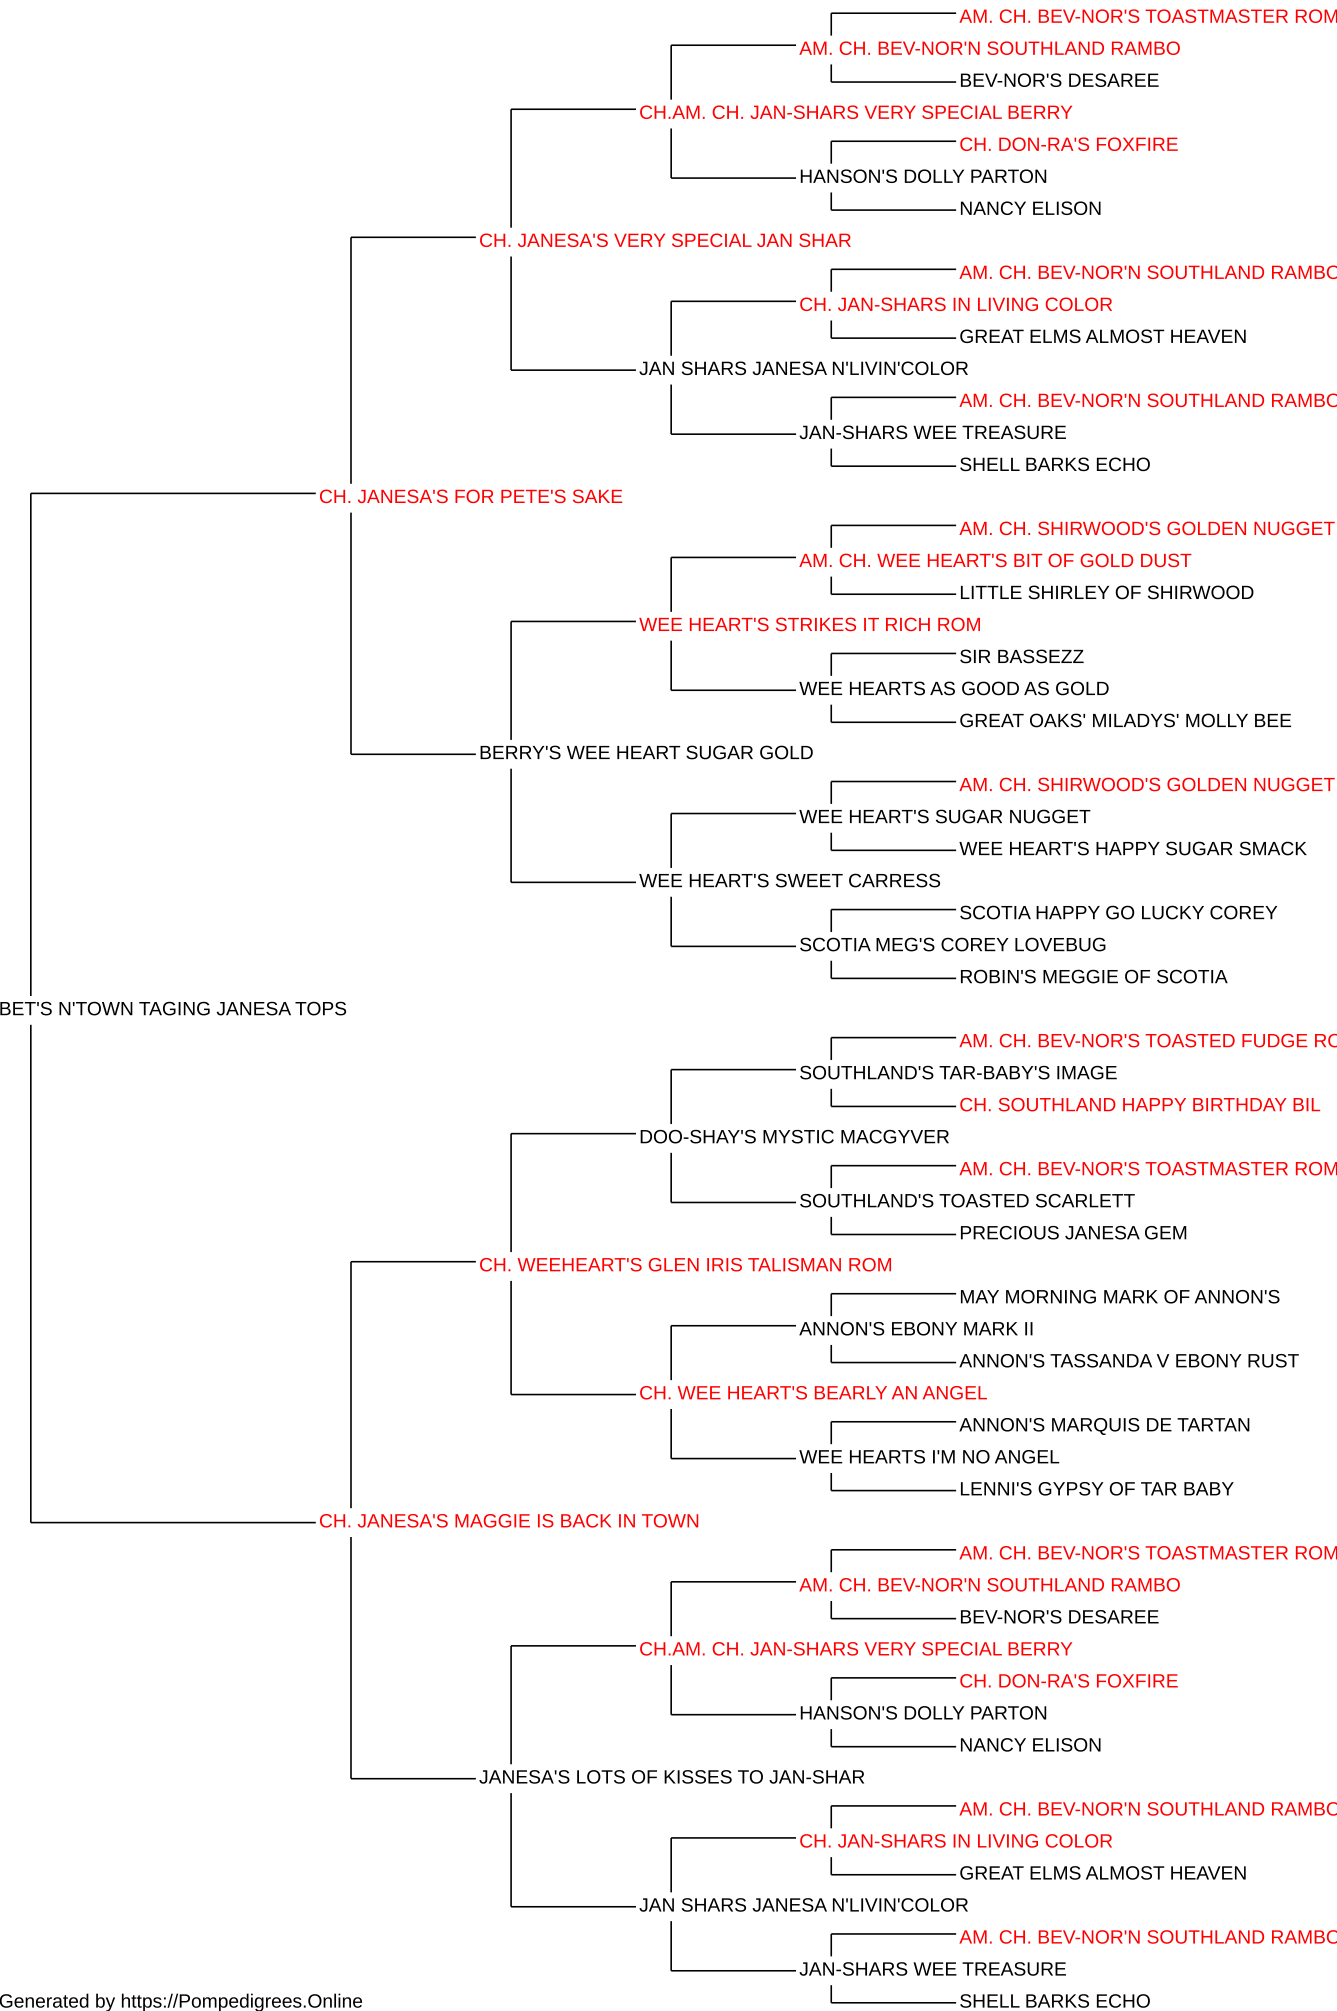 AM. CH. BEV-NOR'S TOASTMASTER ROM
AM. CH. BEV-NOR'N SOUTHLAND RAMBO
BEV-NOR'S DESAREE
CH.AM. CH. JAN-SHARS VERY SPECIAL BERRY
CH. DON-RA'S FOXFIRE
HANSON'S DOLLY PARTON
NANCY ELISON
CH. JANESA'S VERY SPECIAL JAN SHAR
AM. CH. BEV-NOR'N SOUTHLAND RAMBO
CH. JAN-SHARS IN LIVING COLOR
GREAT ELMS ALMOST HEAVEN
JAN SHARS JANESA N'LIVIN'COLOR
AM. CH. BEV-NOR'N SOUTHLAND RAMBO
JAN-SHARS WEE TREASURE
SHELL BARKS ECHO
CH. JANESA'S FOR PETE'S SAKE
AM. CH. SHIRWOOD'S GOLDEN NUGGET
AM. CH. WEE HEART'S BIT OF GOLD DUST
LITTLE SHIRLEY OF SHIRWOOD
WEE HEART'S STRIKES IT RICH ROM
SIR BASSEZZ
WEE HEARTS AS GOOD AS GOLD
GREAT OAKS' MILADYS' MOLLY BEE
BERRY'S WEE HEART SUGAR GOLD
AM. CH. SHIRWOOD'S GOLDEN NUGGET
WEE HEART'S SUGAR NUGGET
WEE HEART'S HAPPY SUGAR SMACK
WEE HEART'S SWEET CARRESS
SCOTIA HAPPY GO LUCKY COREY
SCOTIA MEG'S COREY LOVEBUG
ROBIN'S MEGGIE OF SCOTIA
BET'S N'TOWN TAGING JANESA TOPS
AM. CH. BEV-NOR'S TOASTED FUDGE RO
SOUTHLAND'S TAR-BABY'S IMAGE
CH. SOUTHLAND HAPPY BIRTHDAY BIL
DOO-SHAY'S MYSTIC MACGYVER
AM. CH. BEV-NOR'S TOASTMASTER ROM
SOUTHLAND'S TOASTED SCARLETT
PRECIOUS JANESA GEM
CH. WEEHEART'S GLEN IRIS TALISMAN ROM
MAY MORNING MARK OF ANNON'S
ANNON'S EBONY MARK II
ANNON'S TASSANDA V EBONY RUST
CH. WEE HEART'S BEARLY AN ANGEL
ANNON'S MARQUIS DE TARTAN
WEE HEARTS I'M NO ANGEL
LENNI'S GYPSY OF TAR BABY
CH. JANESA'S MAGGIE IS BACK IN TOWN
AM. CH. BEV-NOR'S TOASTMASTER ROM
AM. CH. BEV-NOR'N SOUTHLAND RAMBO
BEV-NOR'S DESAREE
CH.AM. CH. JAN-SHARS VERY SPECIAL BERRY
CH. DON-RA'S FOXFIRE
HANSON'S DOLLY PARTON
NANCY ELISON
JANESA'S LOTS OF KISSES TO JAN-SHAR
AM. CH. BEV-NOR'N SOUTHLAND RAMBO
CH. JAN-SHARS IN LIVING COLOR
GREAT ELMS ALMOST HEAVEN
JAN SHARS JANESA N'LIVIN'COLOR
AM. CH. BEV-NOR'N SOUTHLAND RAMBO
JAN-SHARS WEE TREASURE
SHELL BARKS ECHO
Generated by https://Pompedigrees.Online